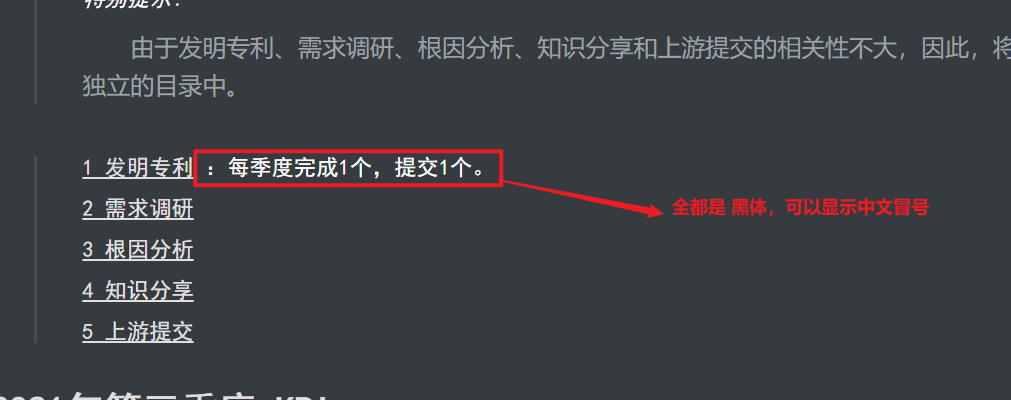 特别提示：
由于发明专利、需求调研、根因分析、知识分享和上游提交的相关性不大，因此，将
独立的目录中。
1 发明专利 ：每季度完成1个，提交1个。
全都是 黑体，可以显示中文冒号
2 需求调研
3 根因分析
4 知识分享
5 上游提交